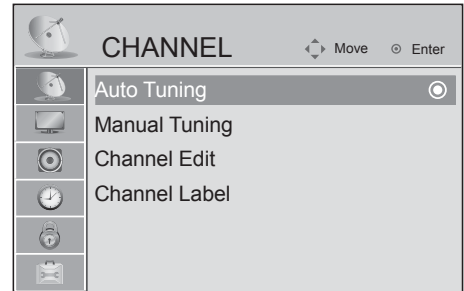 CHANNEL Move Enter
Auto Tuning
Manual Tuning
Channel Edit
Channel Label